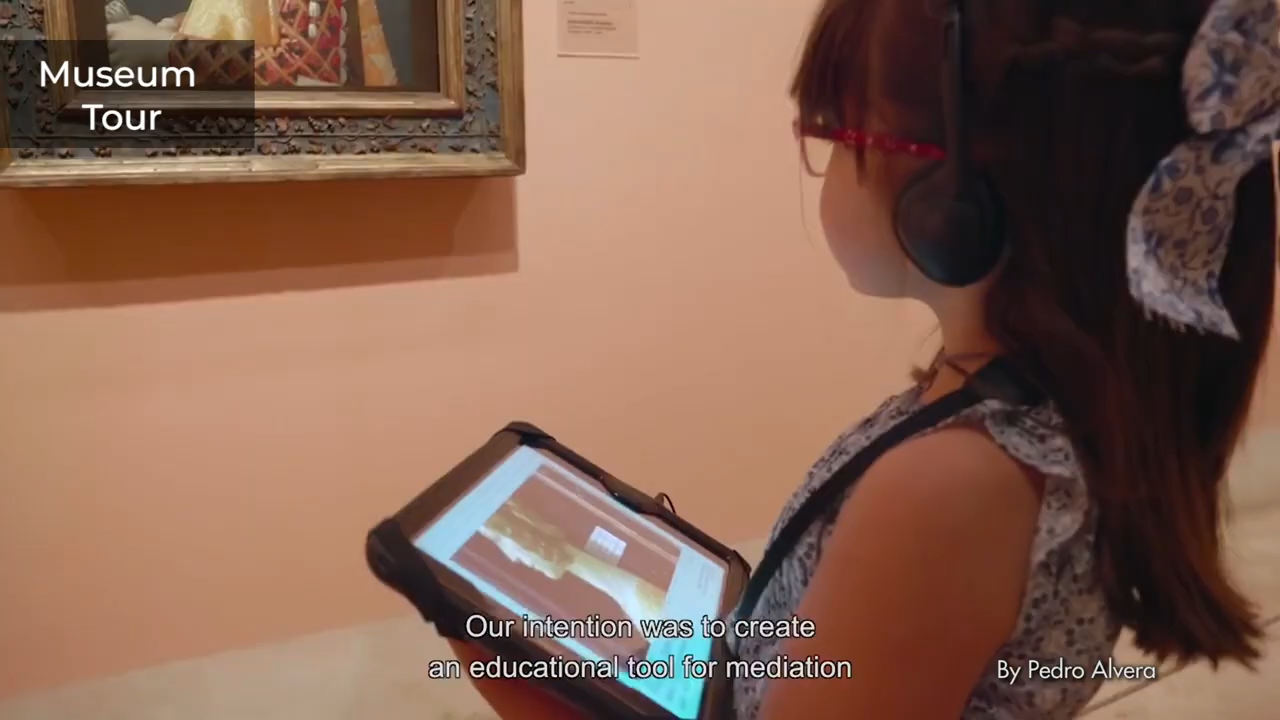 Museum
Tour
Our intention was to create
an educational tool for mediation
By Pedro Alvera